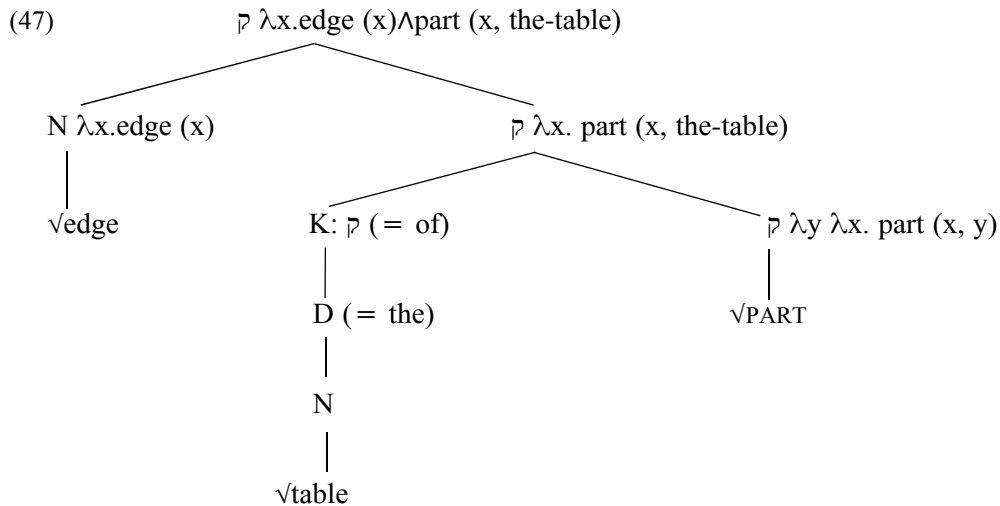 (47) ק λx.edge (x)∧part (x, the-table)
N λx.edge (x) ק λx. part (x, the-table)
√edge K: ק (= of) ק λy λx. part (x, y)
D (= the) √PART
N
√table